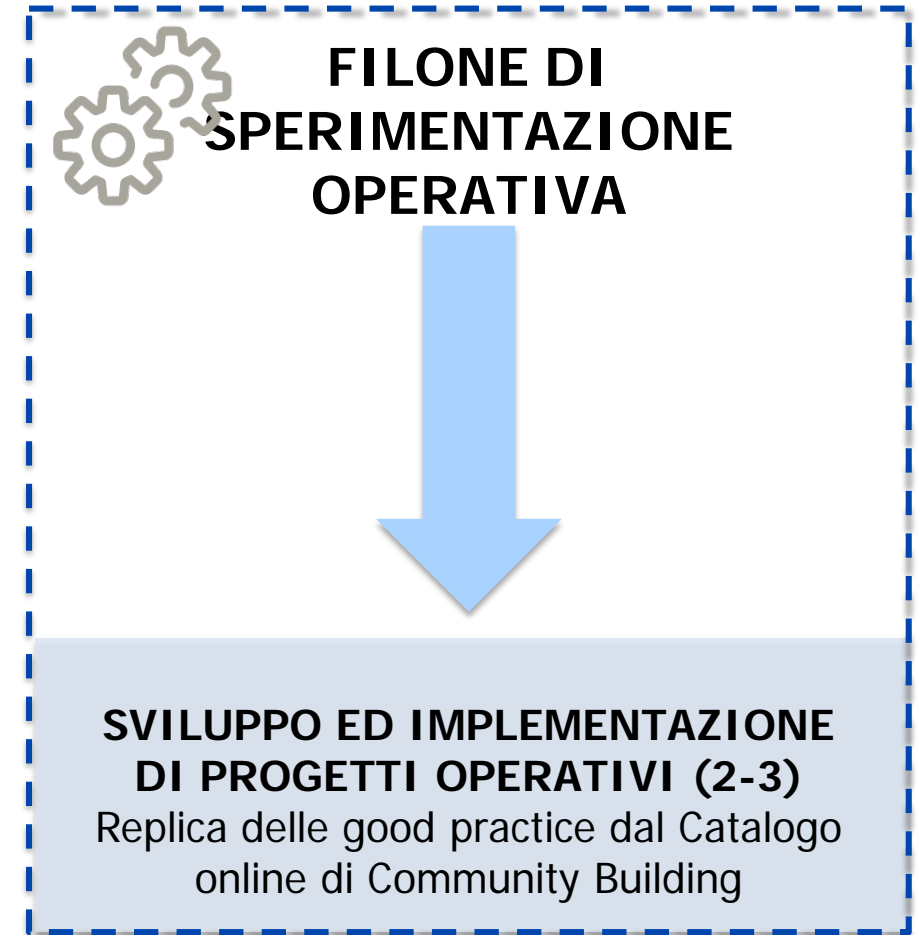 FILONE DI
SPERIMENTAZIONE
OPERATIVA
SVILUPPO ED IMPLEMENTAZIONE
DI PROGETTI OPERATIVI (2-3)
Replica delle good practice dal Catalogo
online di Community Building